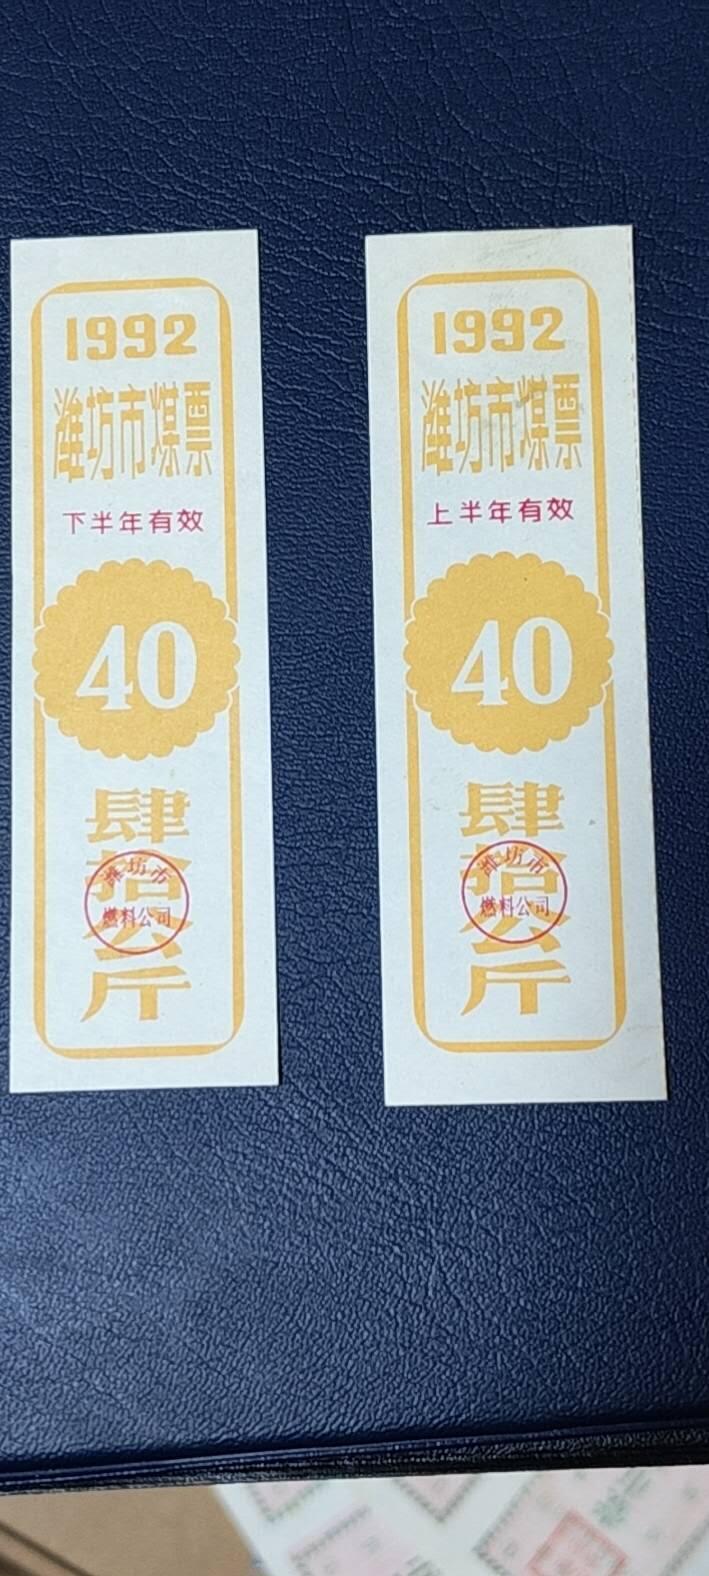 1992
潍坊市煤票
下半年有效
40
肆拾公斤
潍坊市
燃料公司
1992
潍坊市煤票
上半年有效
40
肆拾公斤
潍坊市
燃料公司